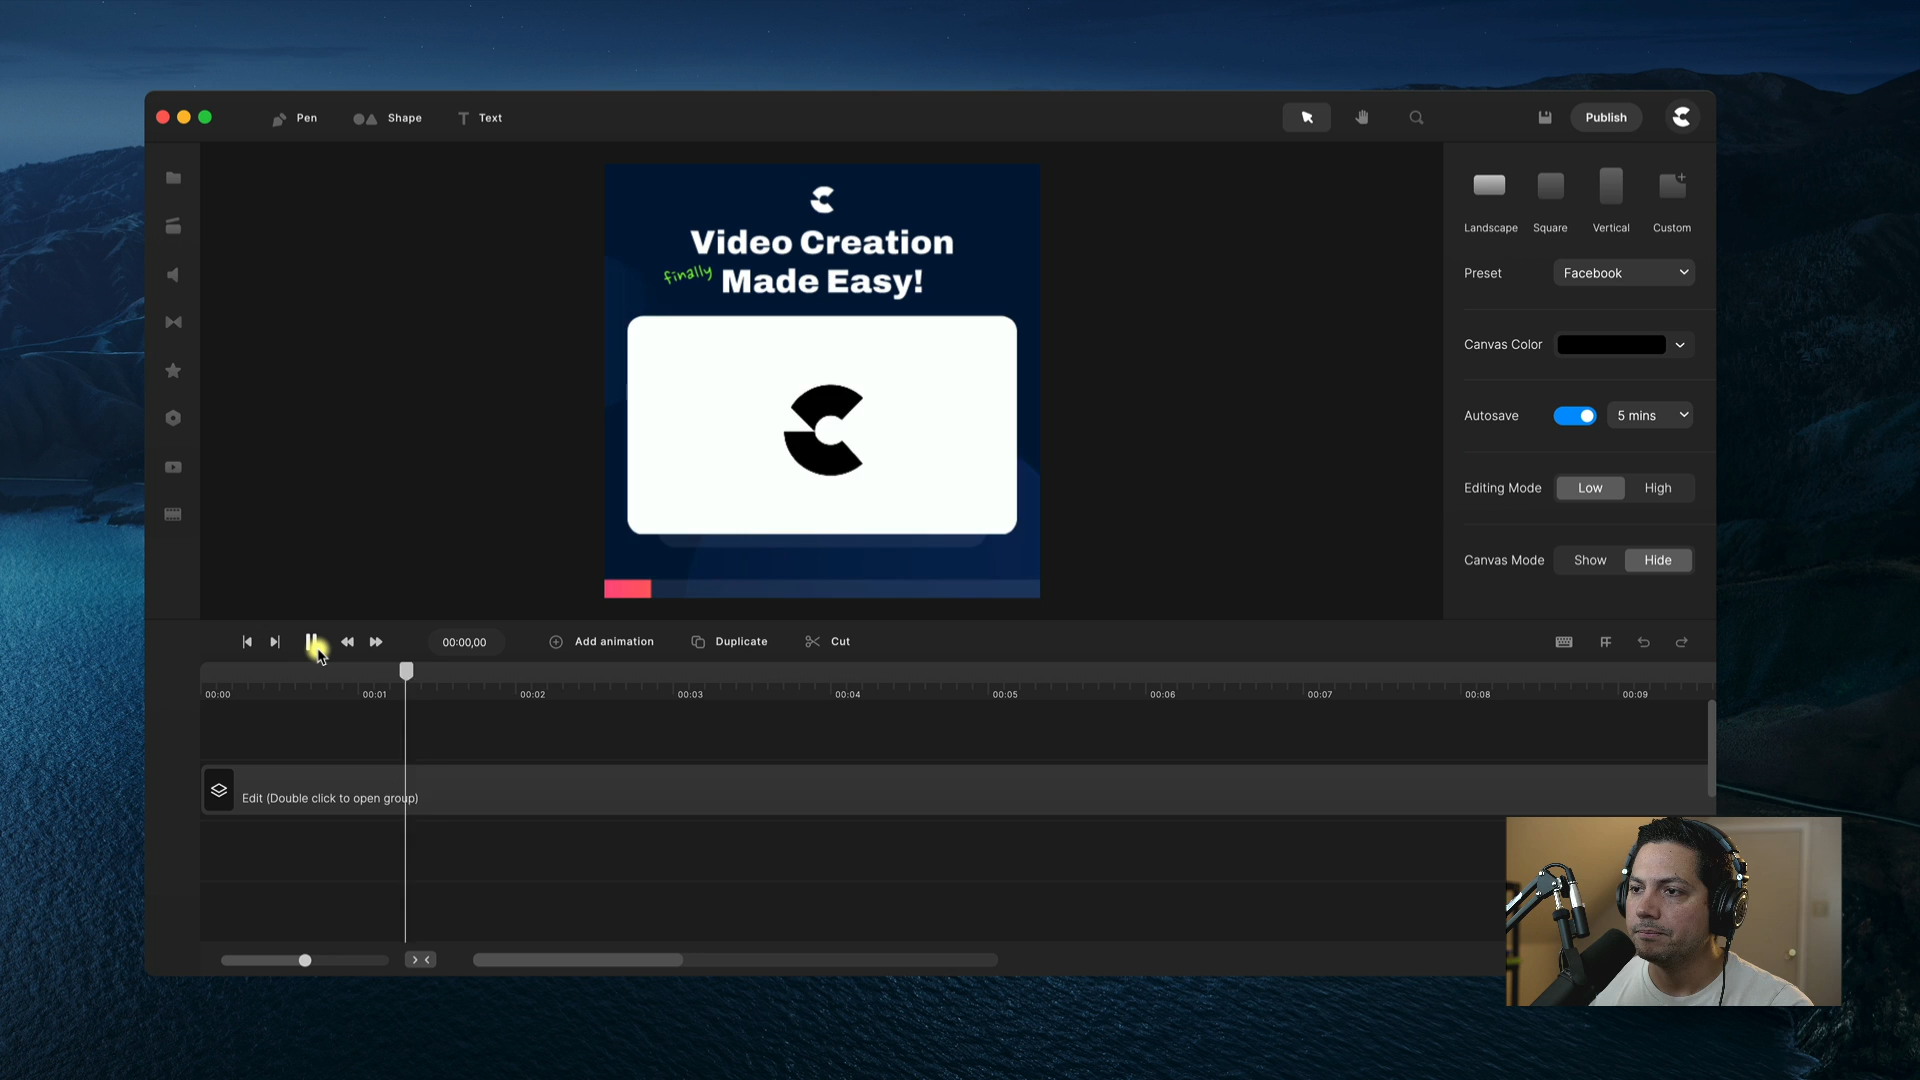 Pen Shape Text Publish
Video Creation
finally Made Easy!
Landscape Square Vertical Custom
Preset Facebook
Canvas Color
Autosave 5 mins
Editing Mode Low High
Canvas Mode Show Hide
00:00,00 Add animation Duplicate Cut
00:00 00:01 00:02 00:03 00:04 00:05 00:06 00:07 00:08 00:09
Edit (Double click to open group)